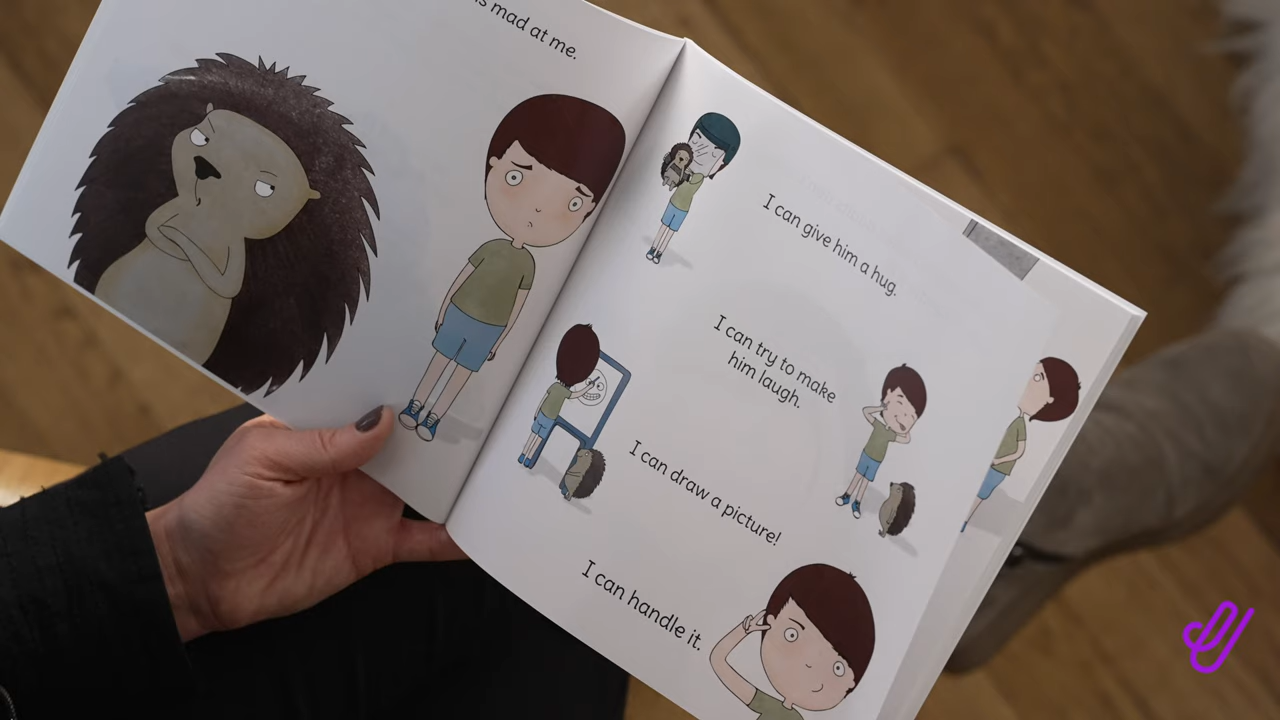 is mad at me.
I can give him a hug.
I can try to make
him laugh.
I can draw a picture!
I can handle it.